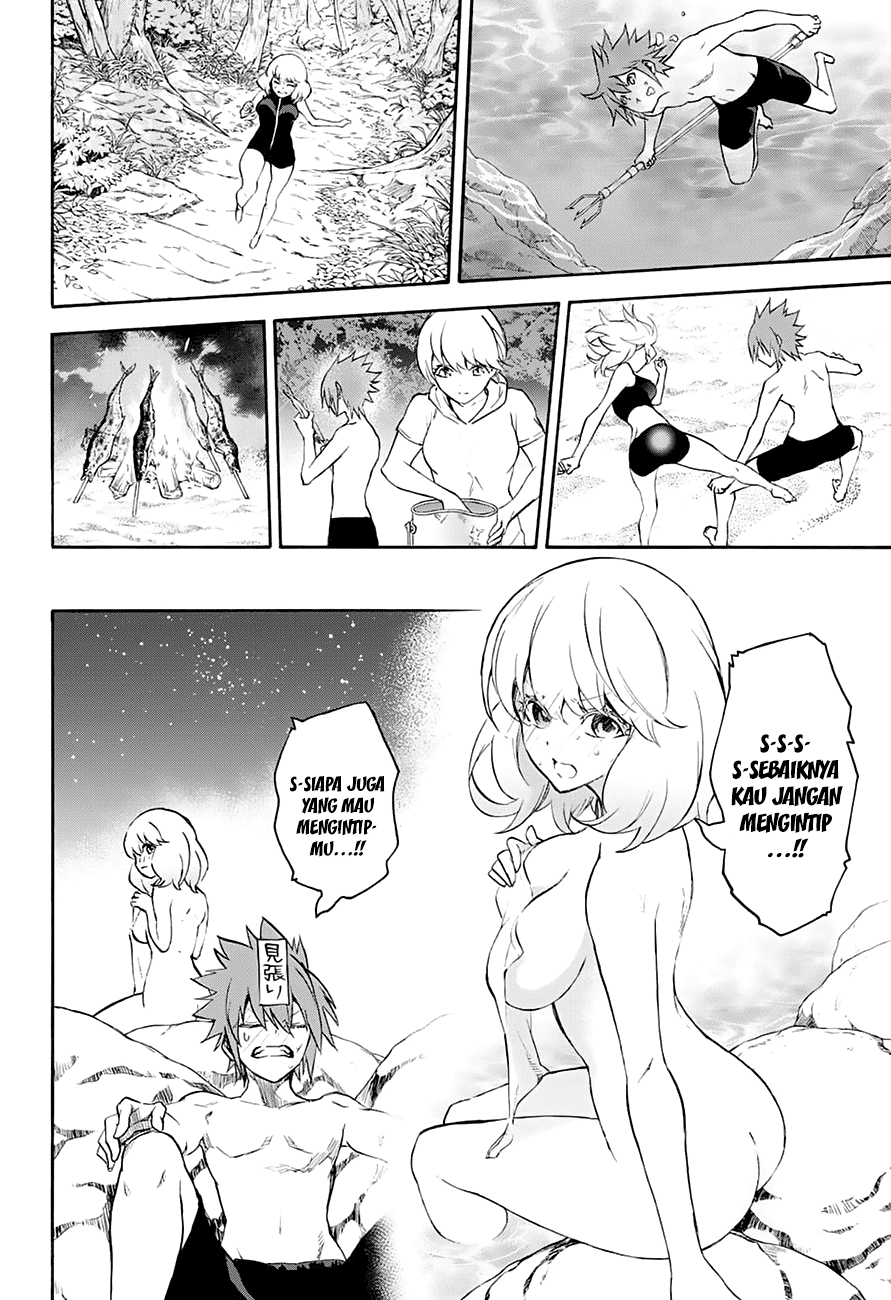 S-S-S-
S-SEBAIKNYA
KAU JANGAN
MENGINTIP
...!!
S-SIAPA JUGA
YANG MAU
MENGINTIP-
MU...!!
見張り